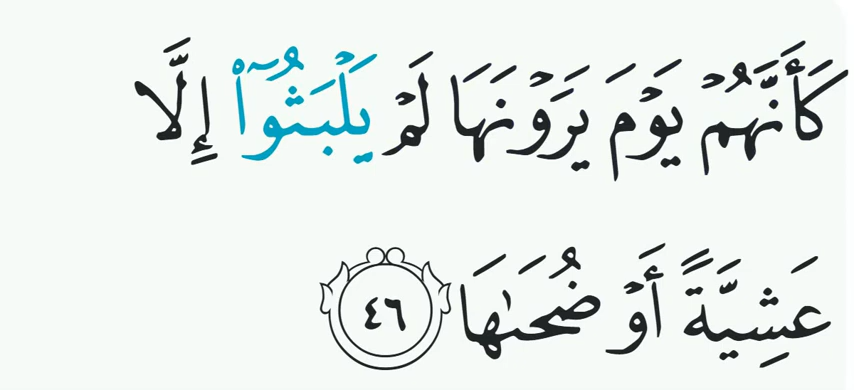 كَأَنَّهُمْ يَوْمَ يَرَوْنَهَا لَمْ يَلْبَثُوٓا۟ إِلَّا
عَشِيَّةً أَوْ ضُحَىٰهَا ٤٦